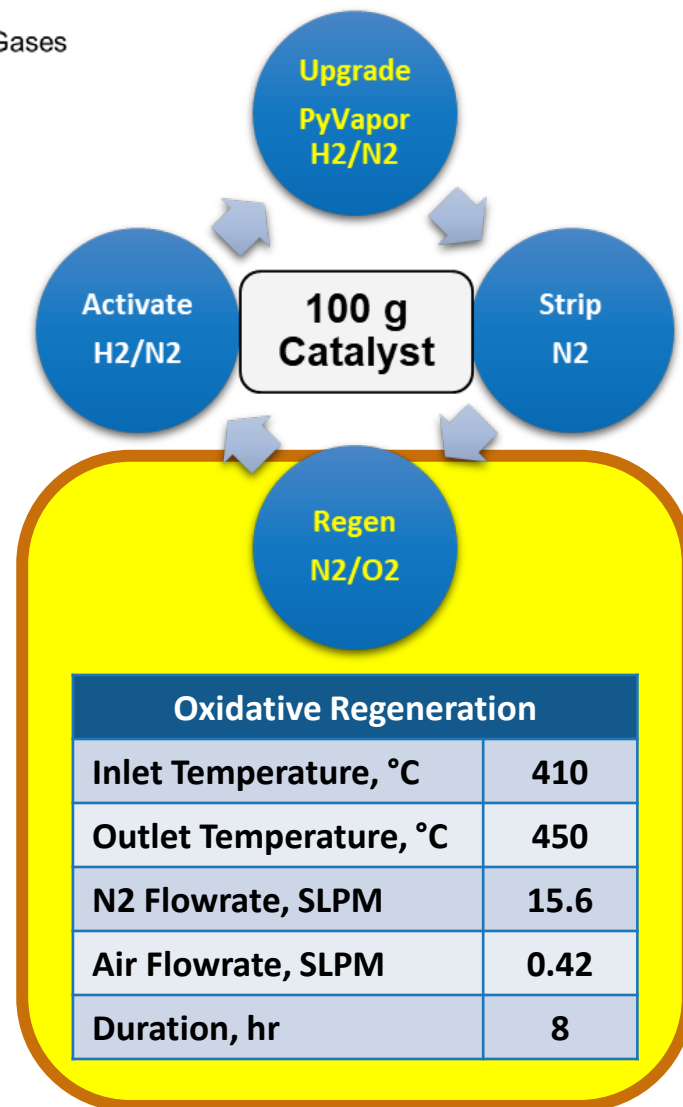 Gases
Upgrade
PyVapor
H2/N2
Activate
H2/N2
100 g
Catalyst
Strip
N2
Regen
N2/O2
Oxidative Regeneration
Inlet Temperature, °C 410
Outlet Temperature, °C 450
N2 Flowrate, SLPM 15.6
Air Flowrate, SLPM 0.42
Duration, hr 8